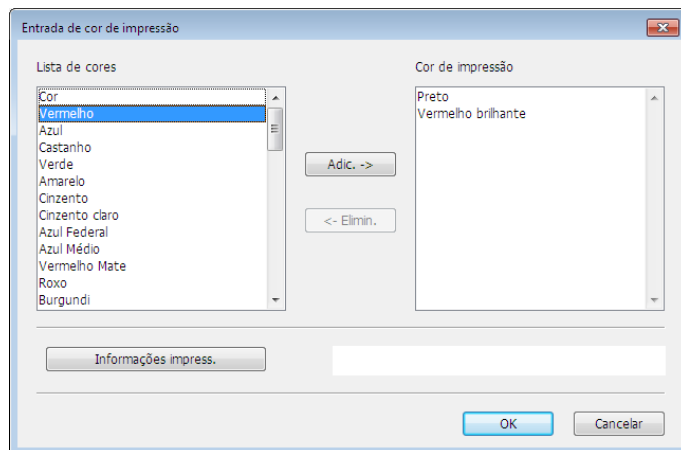 Entrada de cor de impressão
Lista de cores
Cor de impressão
Cor
Vermelho
Azul
Castanho
Verde
Amarelo
Cinzento
Cinzento claro
Azul Federal
Azul Médio
Vermelho Mate
Roxo
Burgundi
Adic. ->
<- Elimin.
Preto
Vermelho brilhante
Informações impress.
OK
Cancelar